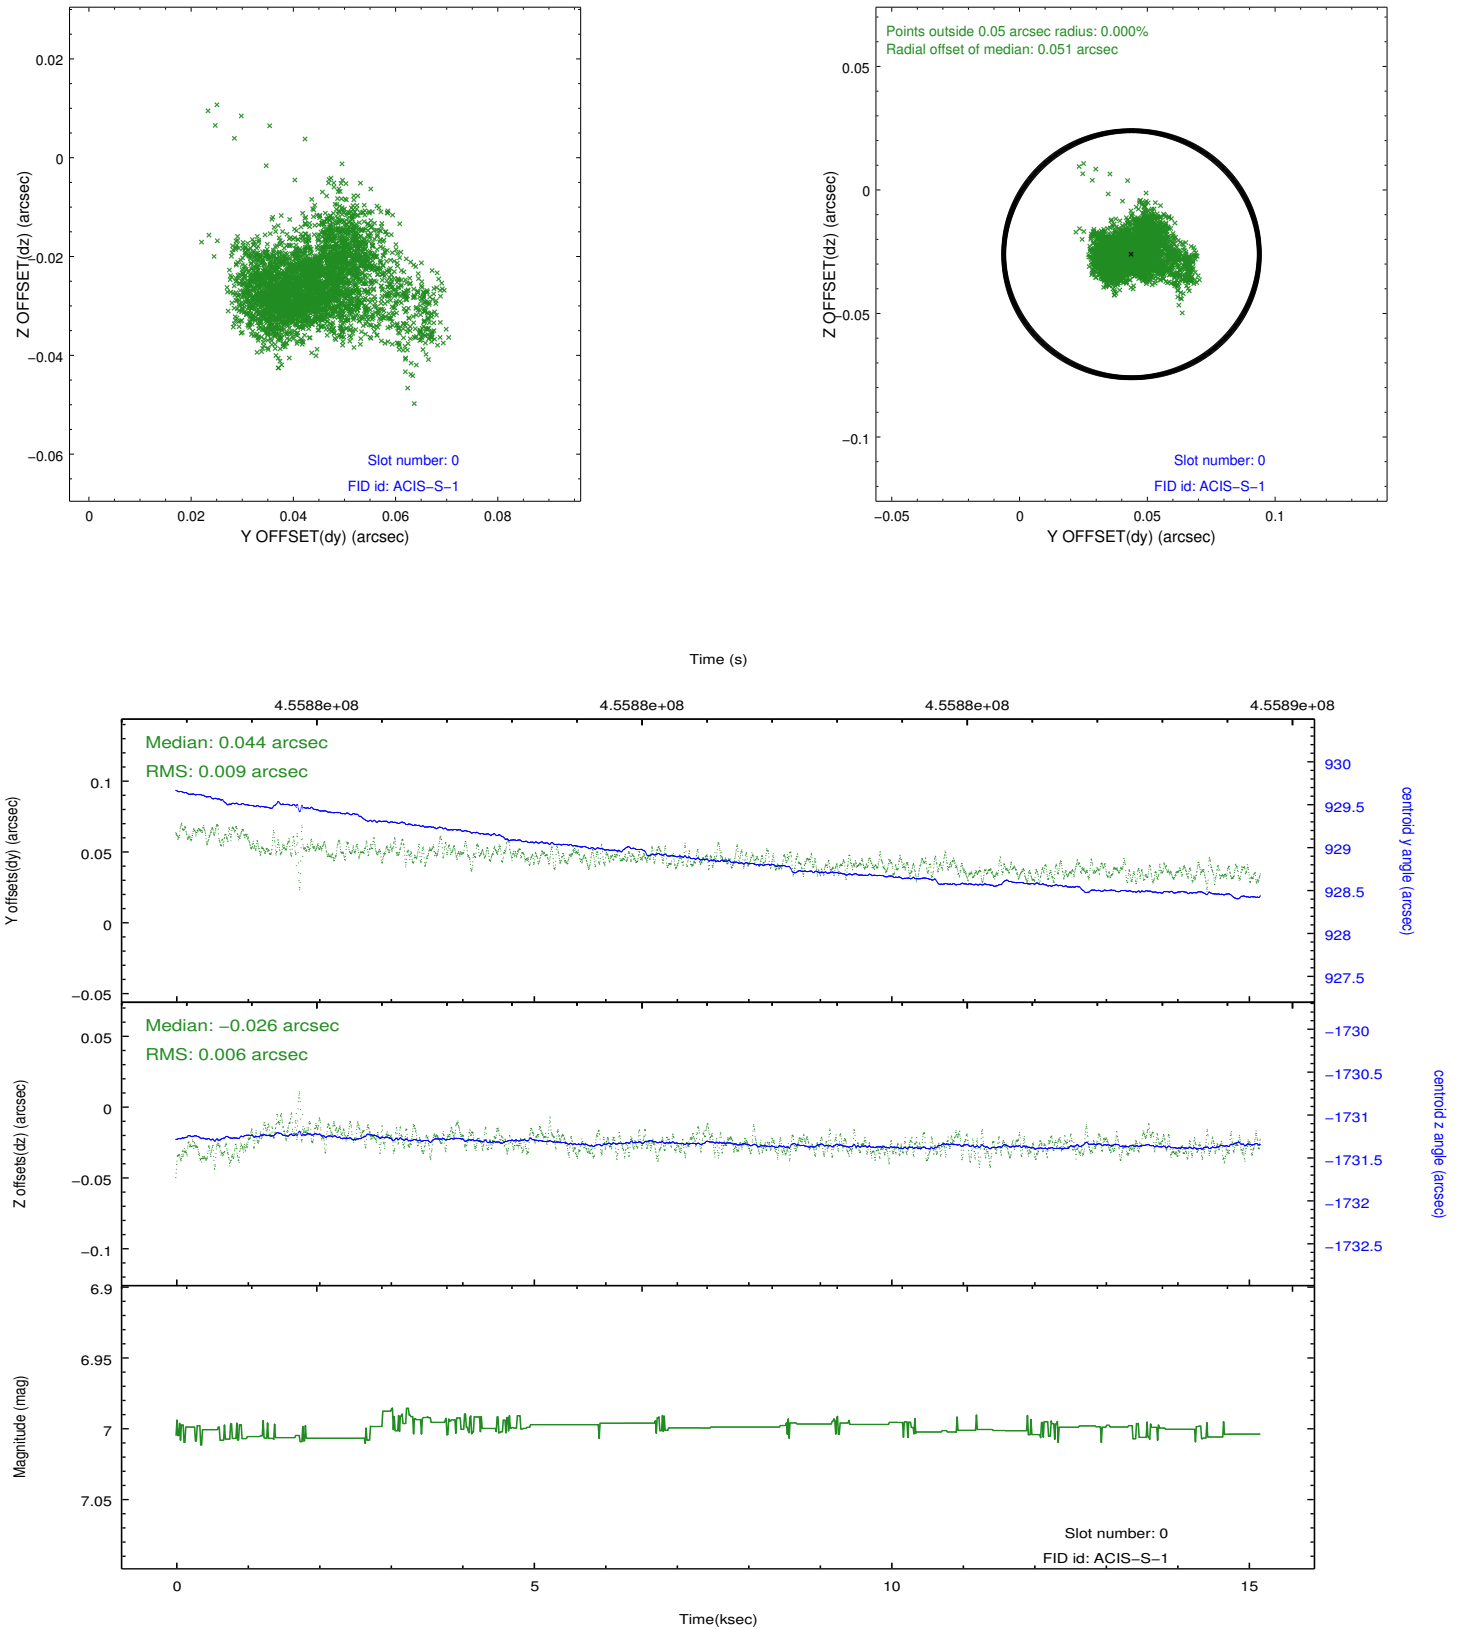 0.02
0
−0.02
−0.04
−0.06
Z OFFSET(dz) (arcsec)
Slot number: 0
FID id: ACIS−S−1
0 0.02 0.04 0.06 0.08
Y OFFSET(dy) (arcsec)
Points outside 0.05 arcsec radius: 0.000%
Radial offset of median: 0.051 arcsec
0.05
0
−0.05
−0.1
Z OFFSET(dz) (arcsec)
Slot number: 0
FID id: ACIS−S−1
−0.05 0 0.05 0.1
Y OFFSET(dy) (arcsec)
Time (s)
4.5588e+08 4.5588e+08 4.5588e+08 4.5589e+08
Median: 0.044 arcsec
RMS: 0.009 arcsec
0.1
0.05
0
−0.05
Y offsets(dy) (arcsec)
930
929.5
929
928.5
928
927.5
centroid y angle (arcsec)
Median: −0.026 arcsec
RMS: 0.006 arcsec
0.05
0
−0.05
−0.1
Z offsets(dz) (arcsec)
−1730
−1730.5
−1731
−1731.5
−1732
−1732.5
centroid z angle (arcsec)
6.9
6.95
7
7.05
Magnitude (mag)
Slot number: 0
FID id: ACIS−S−1
0 5 10 15
Time(ksec)